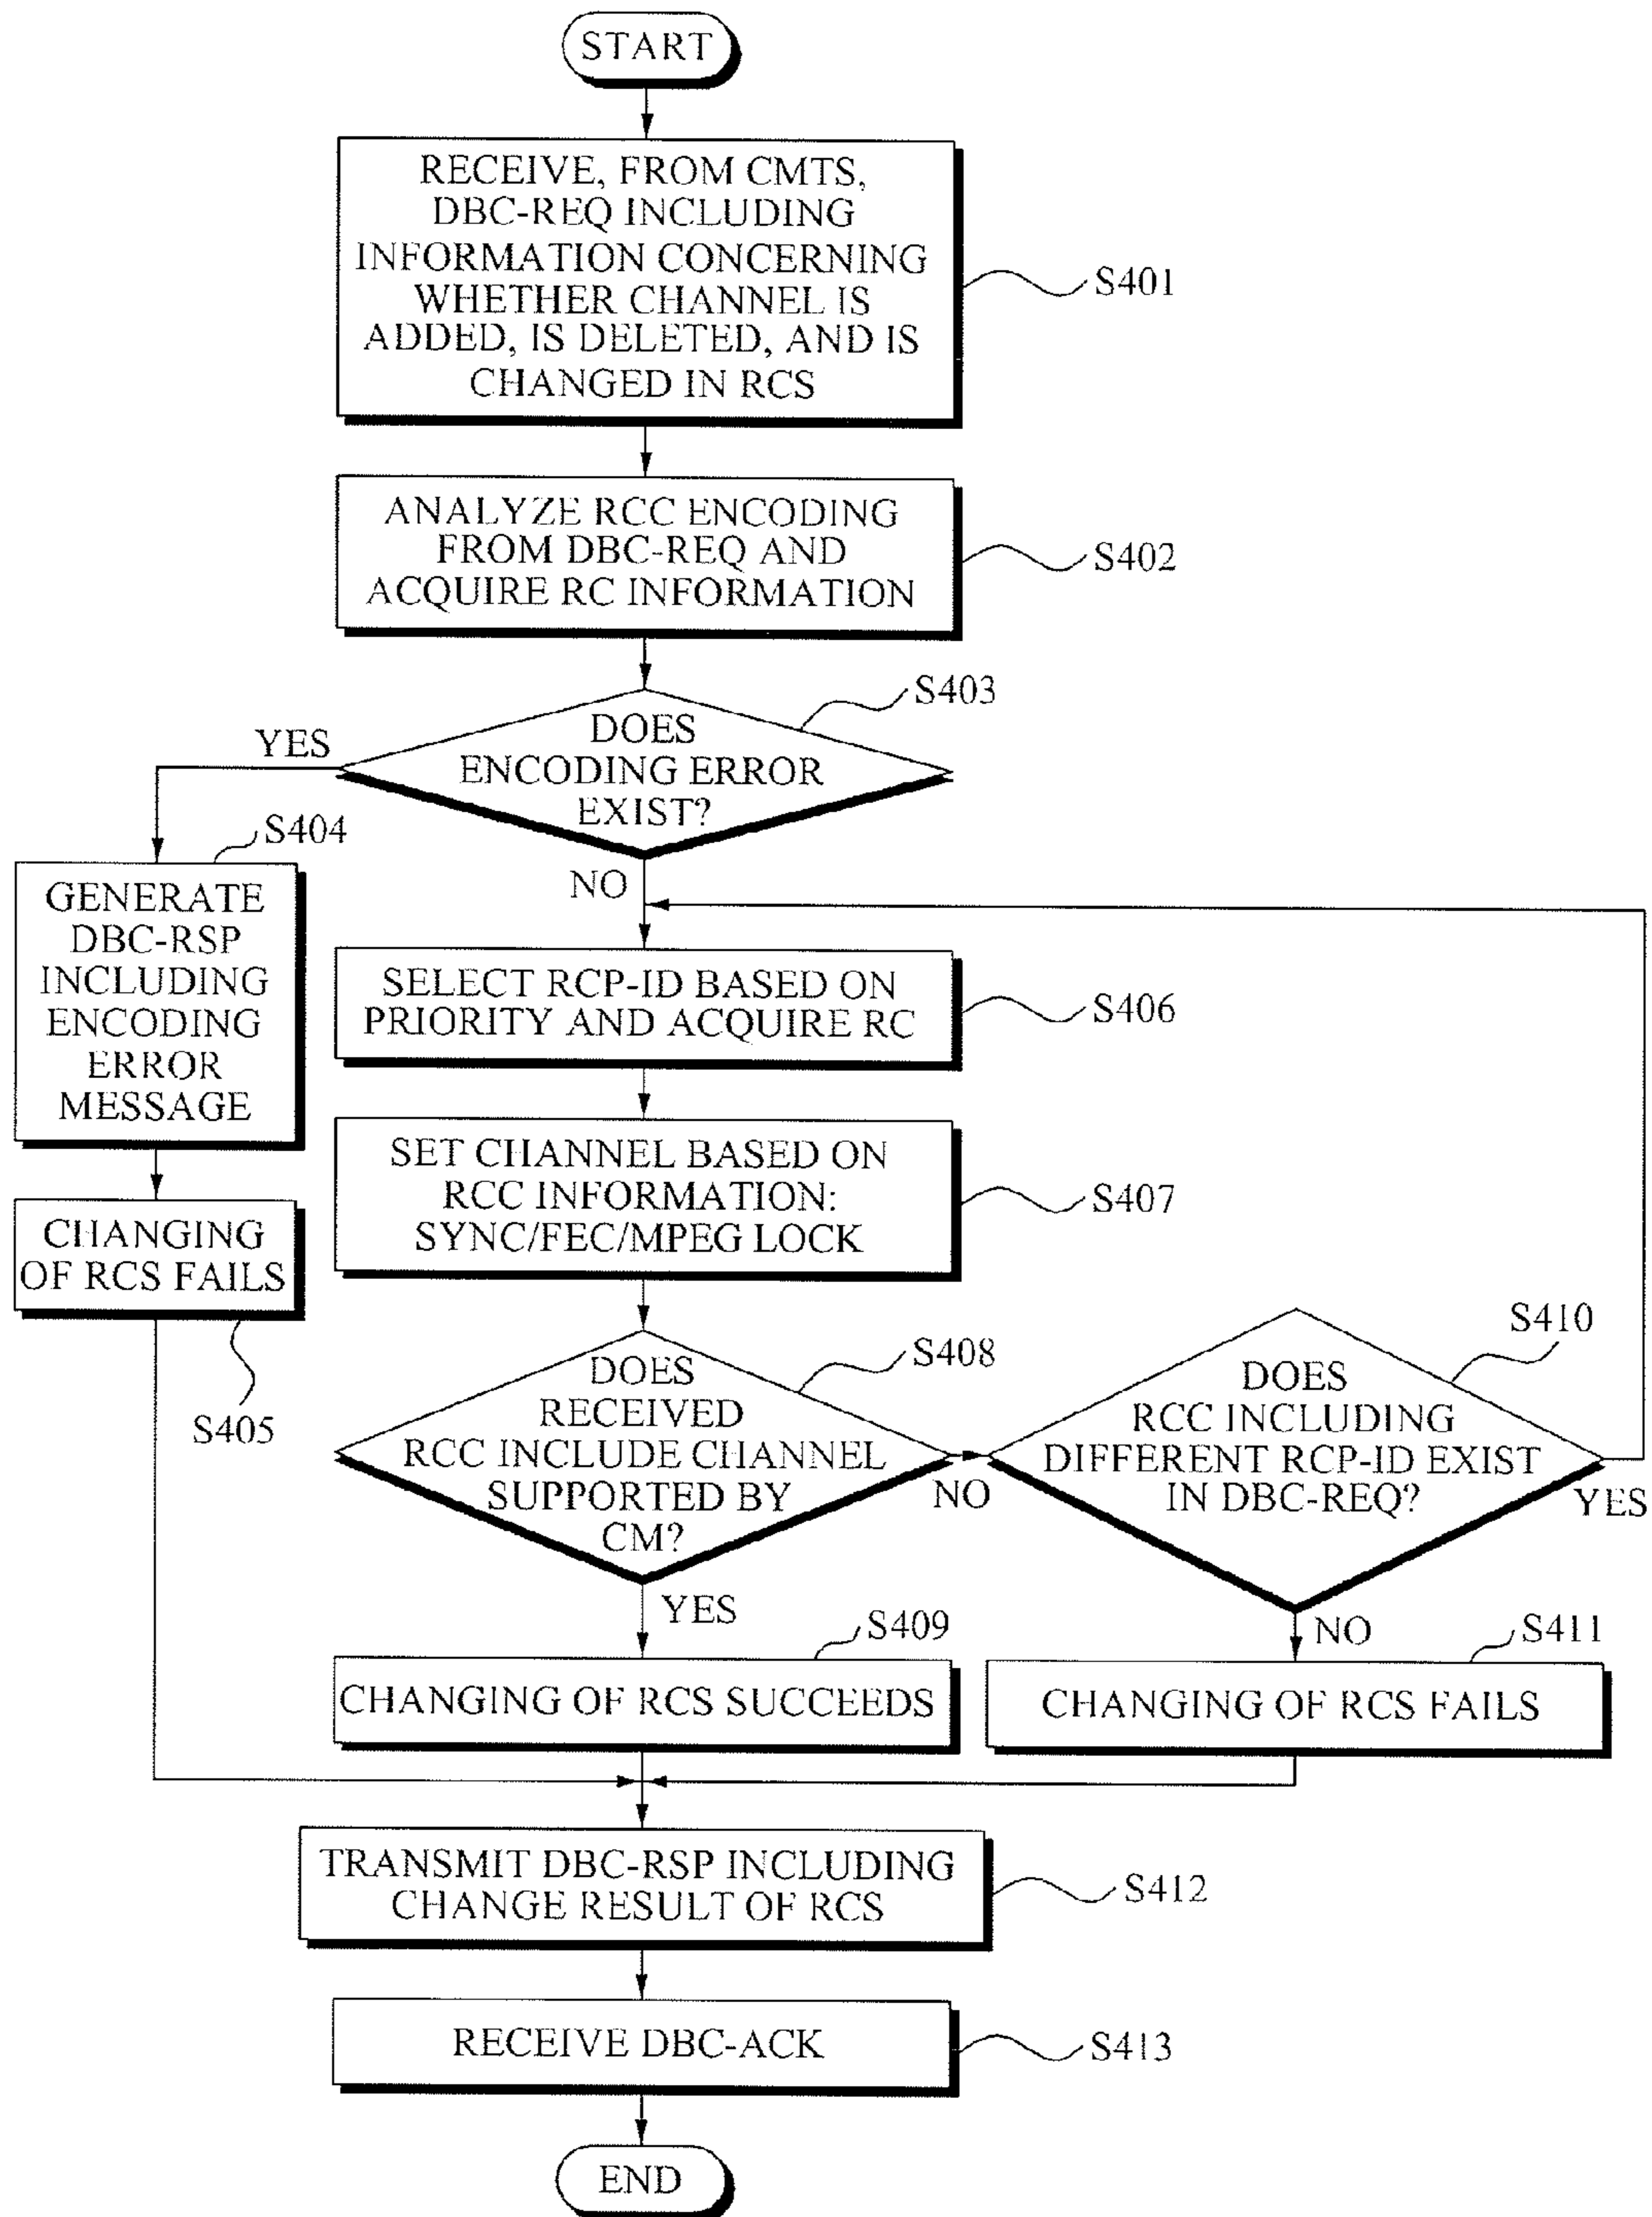 START
RECEIVE, FROM CMTS,
DBC-REQ INCLUDING
INFORMATION CONCERNING
WHETHER CHANNEL IS
ADDED, IS DELETED, AND IS
CHANGED IN RCS
S401
ANALYZE RCC ENCODING
FROM DBC-REQ AND
ACQUIRE RC INFORMATION
S402
S403
DOES
ENCODING ERROR
EXIST?
YES
NO
S404
GENERATE
DBC-RSP
INCLUDING
ENCODING
ERROR
MESSAGE
CHANGING
OF RCS FAILS
S405
SELECT RCP-ID BASED ON
PRIORITY AND ACQUIRE RC
S406
SET CHANNEL BASED ON
RCC INFORMATION:
SYNC/FEC/MPEG LOCK
S407
S408
DOES
RECEIVED
RCC INCLUDE CHANNEL
SUPPORTED BY
CM?
NO
YES
S410
DOES
RCC INCLUDING
DIFFERENT RCP-ID EXIST
IN DBC-REQ?
YES
NO
S409
CHANGING OF RCS SUCCEEDS
S411
CHANGING OF RCS FAILS
TRANSMIT DBC-RSP INCLUDING
CHANGE RESULT OF RCS
S412
RECEIVE DBC-ACK
S413
END